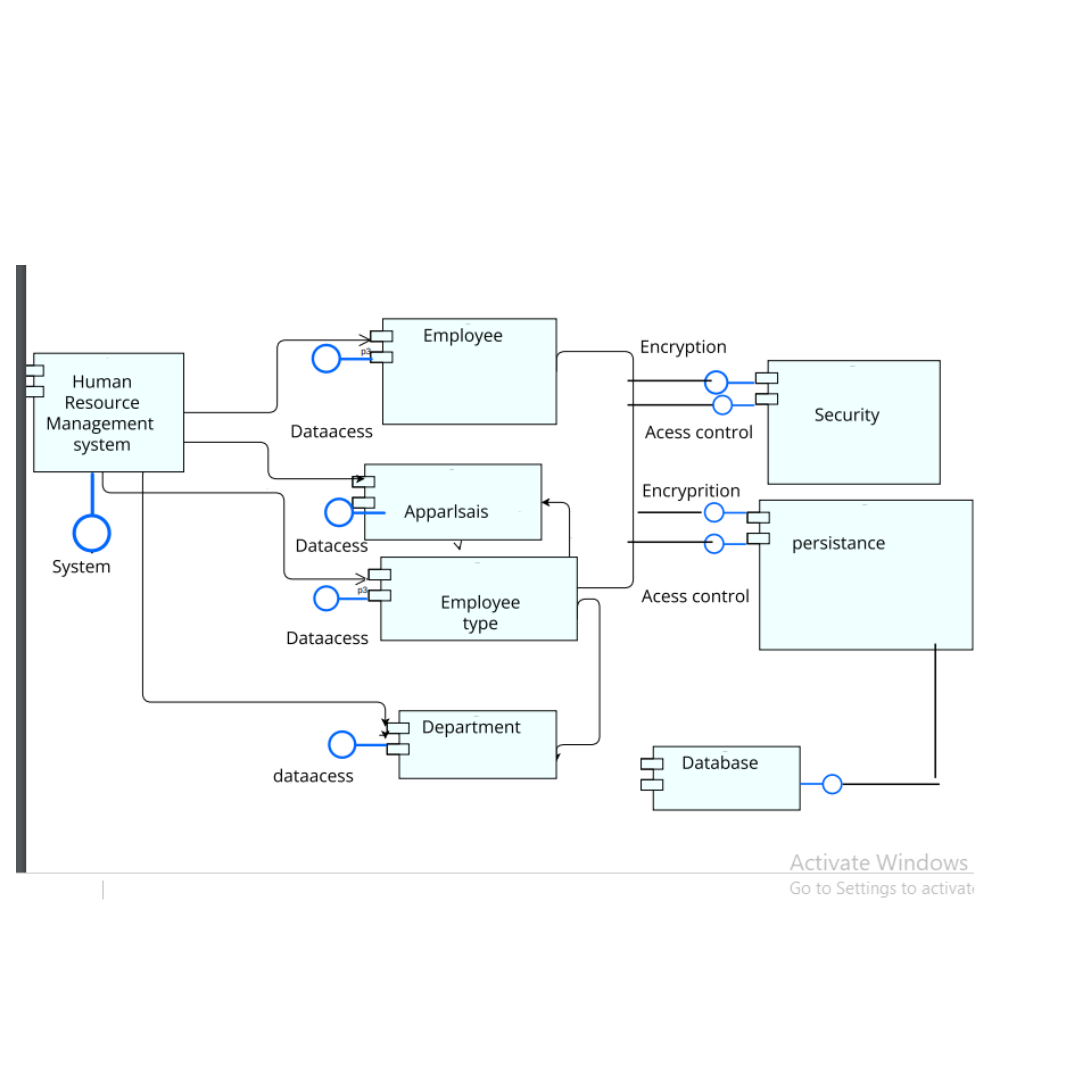 Human
Resource
Management
system
System
Employee
p3
Dataacess
Apparlsais
Datacess
p3
Employee
type
Dataacess
Department
dataacess
Encryption
Acess control
Security
Encryprition
persistance
Acess control
Database
Activate Windows
Go to Settings to activate